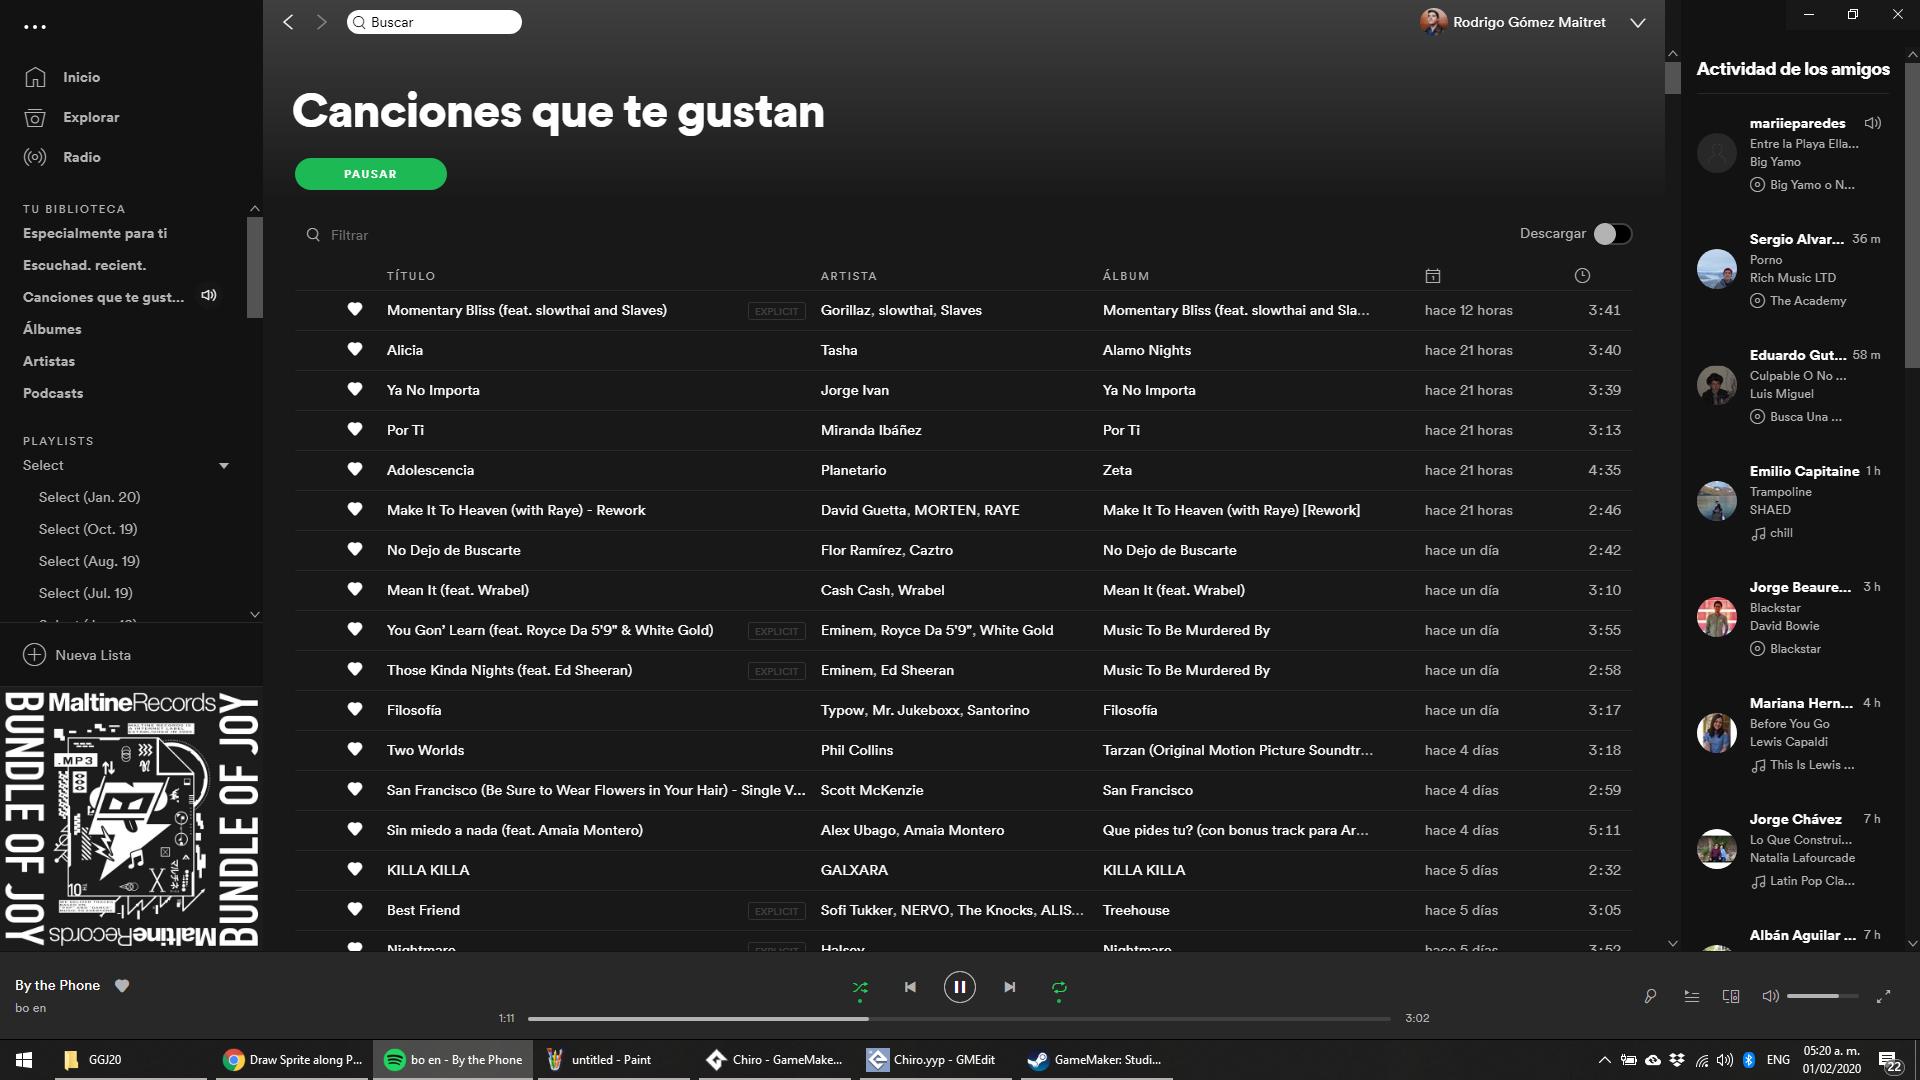 Buscar
Rodrigo Gómez Maitret
Inicio
Explorar
Radio
TU BIBLIOTECA
Especialmente para ti
Escuchad. recient.
Canciones que te gust...
Álbumes
Artistas
Podcasts
PLAYLISTS
Select
Select (Jan. 20)
Select (Oct. 19)
Select (Aug. 19)
Select (Jul. 19)
Nueva Lista
MaltineRecords
BUNDLE OF JOY
BUNDLE OF JOY
.MP3
MaltineRecords
Canciones que te gustan
PAUSAR
Filtrar
Descargar
TÍTULO ARTISTA ÁLBUM
Momentary Bliss (feat. slowthai and Slaves) EXPLICIT Gorillaz, slowthai, Slaves Momentary Bliss (feat. slowthai and Sla... hace 12 horas 3:41
Alicia Tasha Alamo Nights hace 21 horas 3:40
Ya No Importa Jorge Ivan Ya No Importa hace 21 horas 3:39
Por Ti Miranda Ibáñez Por Ti hace 21 horas 3:13
Adolescencia Planetario Zeta hace 21 horas 4:35
Make It To Heaven (with Raye) - Rework David Guetta, MORTEN, RAYE Make It To Heaven (with Raye) [Rework] hace 21 horas 2:46
No Dejo de Buscarte Flor Ramírez, Caztro No Dejo de Buscarte hace un día 2:42
Mean It (feat. Wrabel) Cash Cash, Wrabel Mean It (feat. Wrabel) hace un día 3:10
You Gon’ Learn (feat. Royce Da 5’9” & White Gold) EXPLICIT Eminem, Royce Da 5’9”, White Gold Music To Be Murdered By hace un día 3:55
Those Kinda Nights (feat. Ed Sheeran) EXPLICIT Eminem, Ed Sheeran Music To Be Murdered By hace un día 2:58
Filosofía Typow, Mr. Jukeboxx, Santorino Filosofía hace un día 3:17
Two Worlds Phil Collins Tarzan (Original Motion Picture Soundtr... hace 4 días 3:18
San Francisco (Be Sure to Wear Flowers in Your Hair) - Single V... Scott McKenzie San Francisco hace 4 días 2:59
Sin miedo a nada (feat. Amaia Montero) Alex Ubago, Amaia Montero Que pides tu? (con bonus track para Ar... hace 4 días 5:11
KILLA KILLA GALXARA KILLA KILLA hace 5 días 2:32
Best Friend EXPLICIT Sofi Tukker, NERVO, The Knocks, ALIS... Treehouse hace 5 días 3:05
Nightmare EXPLICIT Halsey Nightmare hace 5 días 3:52
Actividad de los amigos
mariieparedes
Entre la Playa Ella...
Big Yamo
Big Yamo o N...
Sergio Alvar... 36 m
Porno
Rich Music LTD
The Academy
Eduardo Gut... 58 m
Culpable O No ...
Luis Miguel
Busca Una ...
Emilio Capitaine 1 h
Trampoline
SHAED
chill
Jorge Beaure... 3 h
Blackstar
David Bowie
Blackstar
Mariana Hern... 4 h
Before You Go
Lewis Capaldi
This Is Lewis ...
Jorge Chávez 7 h
Lo Que Construi...
Natalia Lafourcade
Latin Pop Cla...
Albán Aguilar ... 7 h
By the Phone
bo en
1:11 3:02
GGJ20 Draw Sprite along P... bo en - By the Phone untitled - Paint Chiro - GameMake... Chiro.yyp - GMEdit GameMaker: Studi... ENG 05:20 a. m.
01/02/2020
22